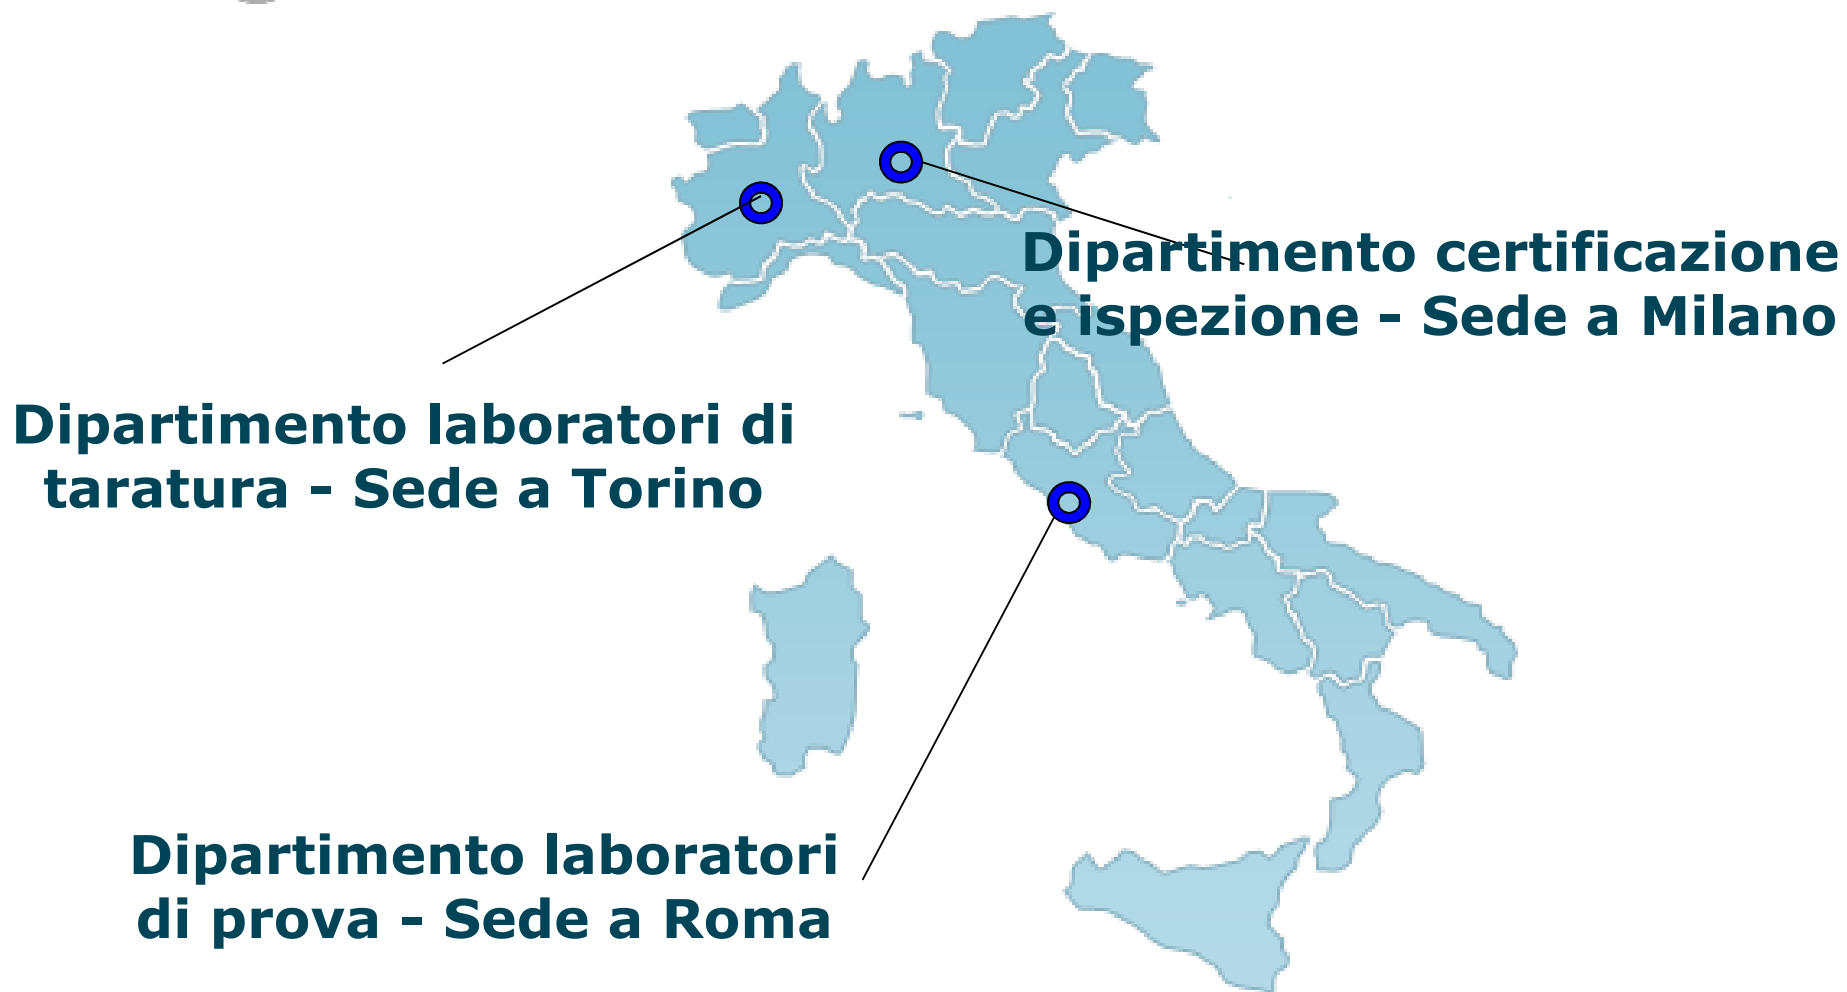 Dipartimento certificazione
e ispezione - Sede a Milano
Dipartimento laboratori di
taratura - Sede a Torino
Dipartimento laboratori
di prova - Sede a Roma